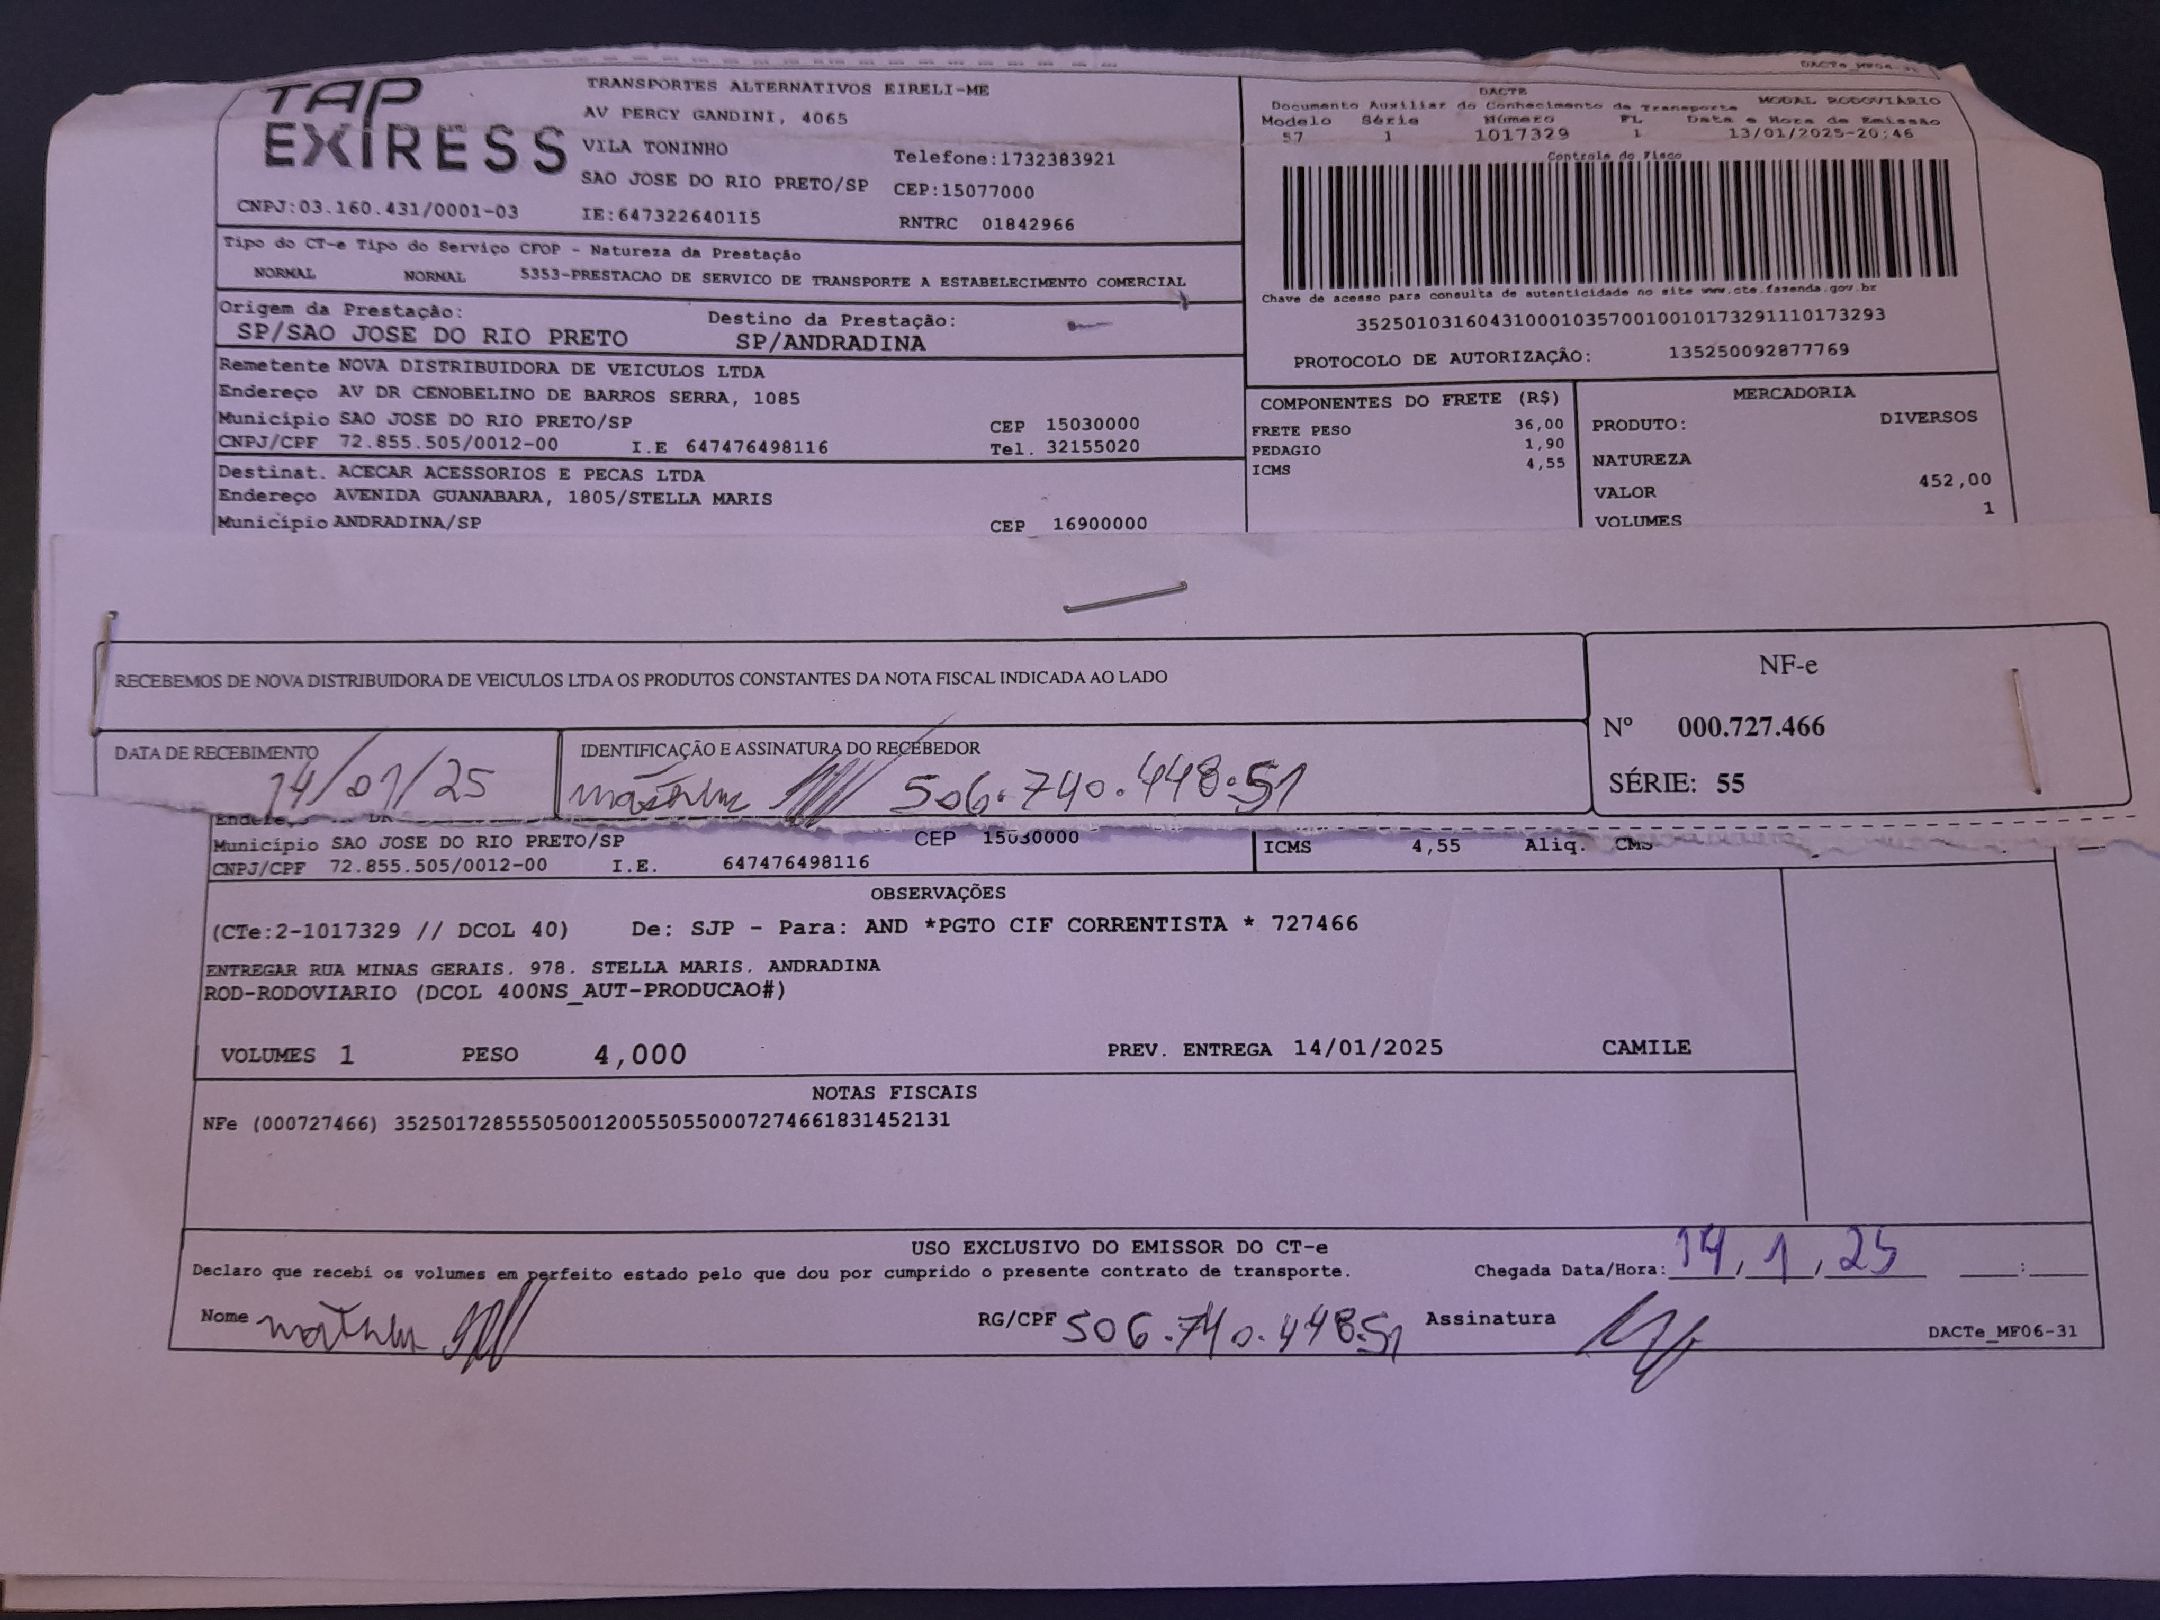 DACTe_MF06-31
TAP
EXIRESS
TRANSPORTES ALTERNATIVOS EIRELI-ME
AV PERCY GANDINI, 4065
VILA TONINHO
Telefone:1732383921
SAO JOSE DO RIO PRETO/SP CEP:15077000
CNPJ:03.160.431/0001-03 IE:647322640115 RNTRC 01842966
DACTE
Documento Auxiliar do Conhecimento de Transporte MODAL RODOVIÁRIO
Modelo Série Número FL Data e Hora de Emissão
57 1 1017329 1 13/01/2025-20:46
Controle do Fisco
Chave de acesso para consulta de autenticidade no site www.cte.fazenda.gov.br
35250103160431000103570010010173291110173293
PROTOCOLO DE AUTORIZAÇÃO: 135250092877769
Tipo do CT-e Tipo do Serviço CFOP - Natureza da Prestação
NORMAL NORMAL 5353-PRESTACAO DE SERVICO DE TRANSPORTE A ESTABELECIMENTO COMERCIAL
Origem da Prestação: Destino da Prestação:
SP/SAO JOSE DO RIO PRETO SP/ANDRADINA
Remetente NOVA DISTRIBUIDORA DE VEICULOS LTDA
Endereço AV DR CENOBELINO DE BARROS SERRA, 1085
Município SAO JOSE DO RIO PRETO/SP CEP 15030000
CNPJ/CPF 72.855.505/0012-00 I.E 647476498116 Tel. 32155020
Destinat. ACECAR ACESSORIOS E PECAS LTDA
Endereço AVENIDA GUANABARA, 1805/STELLA MARIS
Município ANDRADINA/SP CEP 16900000
COMPONENTES DO FRETE (R$)
FRETE PESO 36,00
PEDAGIO 1,90
ICMS 4,55
MERCADORIA
PRODUTO: DIVERSOS
NATUREZA
VALOR 452,00
VOLUMES 1
RECEBEMOS DE NOVA DISTRIBUIDORA DE VEICULOS LTDA OS PRODUTOS CONSTANTES DA NOTA FISCAL INDICADA AO LADO
NF-e
Nº 000.727.466
SÉRIE: 55
DATA DE RECEBIMENTO IDENTIFICAÇÃO E ASSINATURA DO RECEBEDOR
14/01/25 506.740.448.51
Município SAO JOSE DO RIO PRETO/SP CEP 15030000
CNPJ/CPF 72.855.505/0012-00 I.E. 647476498116
ICMS 4,55 Aliq.
OBSERVAÇÕES
(CTe:2-1017329 // DCOL 40) De: SJP - Para: AND *PGTO CIF CORRENTISTA * 727466
ENTREGAR RUA MINAS GERAIS. 978. STELLA MARIS. ANDRADINA
ROD-RODOVIARIO (DCOL 400NS_AUT-PRODUCAO#)
VOLUMES 1 PESO 4,000 PREV. ENTREGA 14/01/2025 CAMILE
NOTAS FISCAIS
NFe (000727466) 35250172855505001200550550007274661831452131
USO EXCLUSIVO DO EMISSOR DO CT-e
Declaro que recebi os volumes em perfeito estado pelo que dou por cumprido o presente contrato de transporte. Chegada Data/Hora: 14, 1, 25 :
Nome RG/CPF 506.740.448.51 Assinatura
DACTe_MF06-31